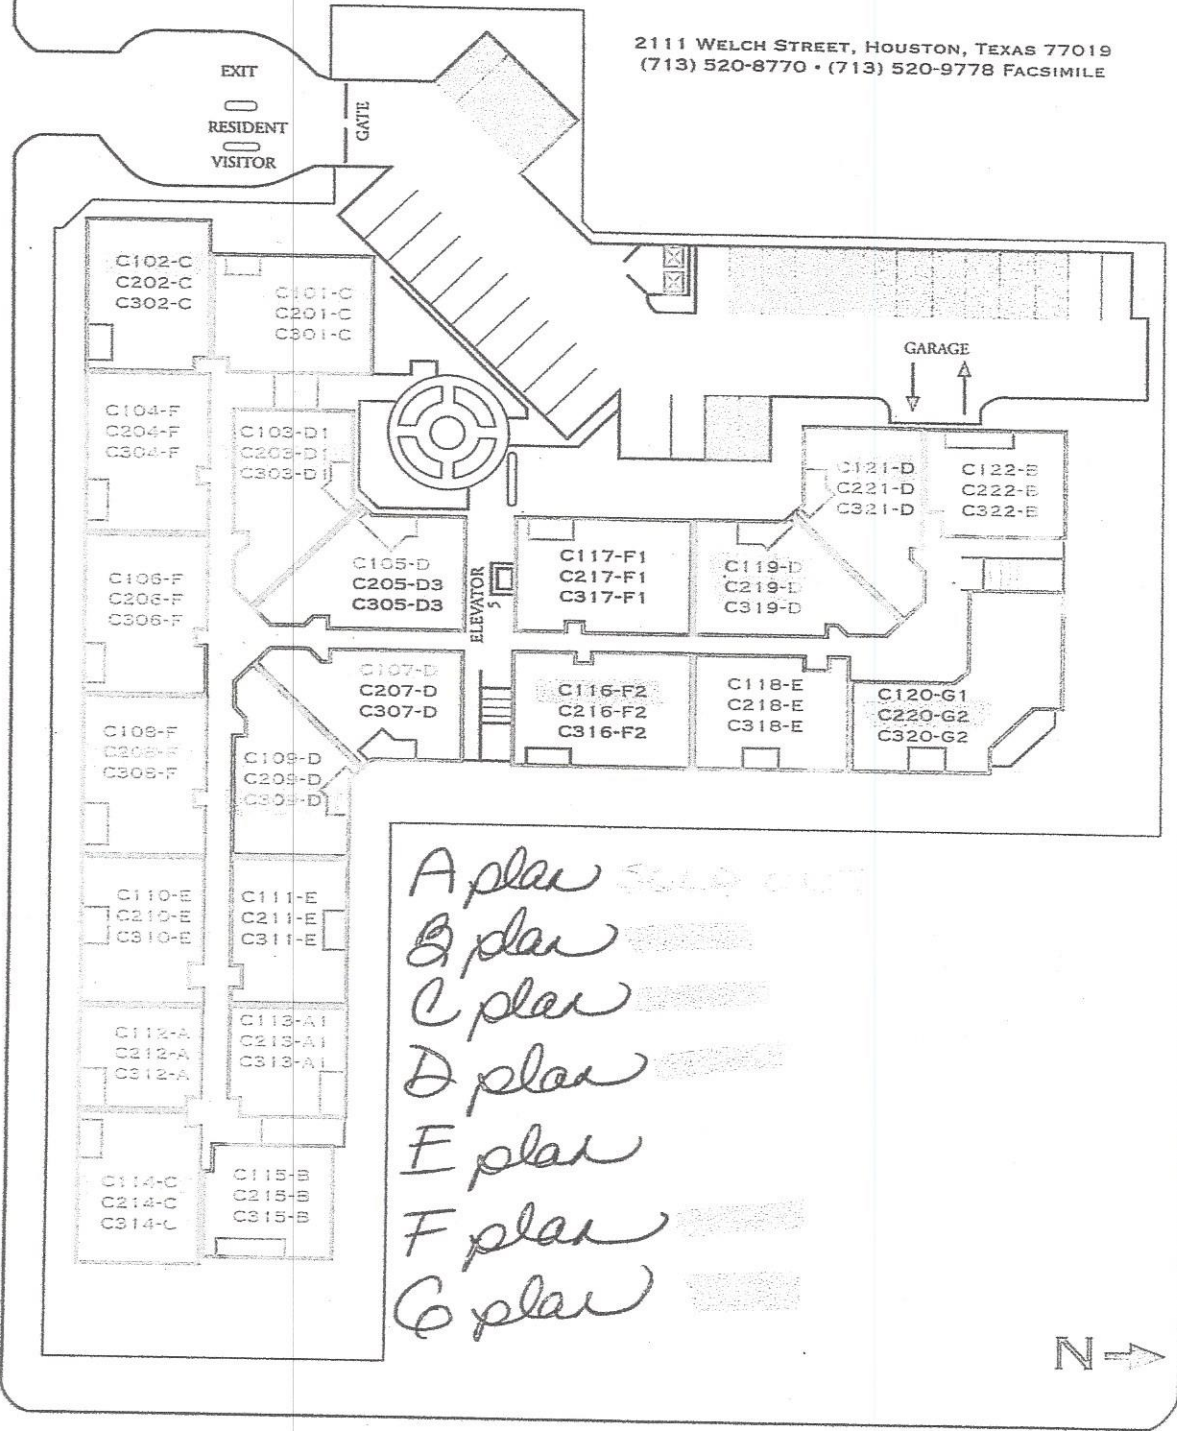 2111 WELCH STREET, HOUSTON, TEXAS 77019
(713) 520-8770 • (713) 520-9778 FACSIMILE
EXIT
RESIDENT
VISITOR
GATE
C102-C
C202-C
C302-C
C101-C
C201-C
C301-C
GARAGE
C104-F
C204-F
C304-F
C103-D1
C203-D1
C303-D1
C121-D
C221-D
C321-D
C122-B
C222-B
C322-B
C106-F
C206-F
C306-F
C105-D
C205-D3
C305-D3
ELEVATOR
5
C117-F1
C217-F1
C317-F1
C119-D
C219-D
C319-D
C107-D
C207-D
C307-D
C116-F2
C216-F2
C316-F2
C118-E
C218-E
C318-E
C120-G1
C220-G2
C320-G2
C108-F
C208-F
C308-F
C109-D
C209-D
C309-D
A plan SOLD OUT
B plan
C plan
D plan
E plan
F plan
G plan
C110-E
C210-E
C310-E
C111-E
C211-E
C311-E
C112-A
C212-A
C312-A
C113-A1
C213-A1
C313-A1
C114-C
C214-C
C314-C
C115-B
C215-B
C315-B
N